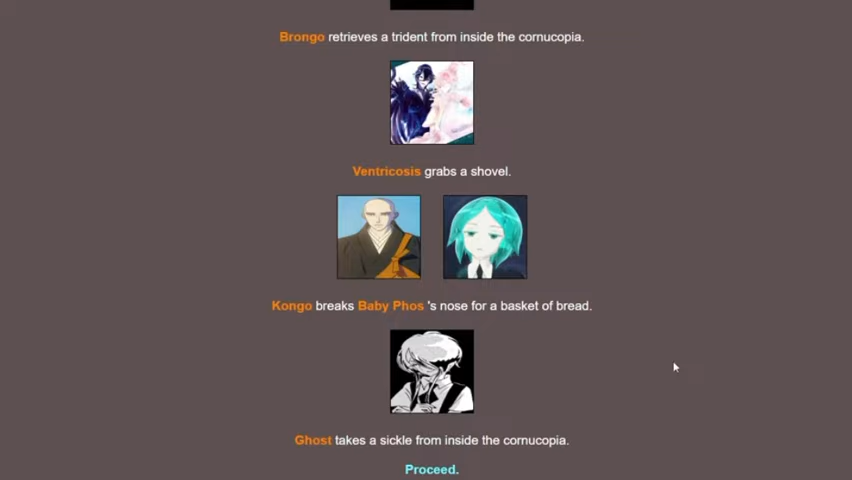 Brongo retrieves a trident from inside the cornucopia.
Ventricosis grabs a shovel.
Kongo breaks Baby Phos 's nose for a basket of bread.
Ghost takes a sickle from inside the cornucopia.
Proceed.